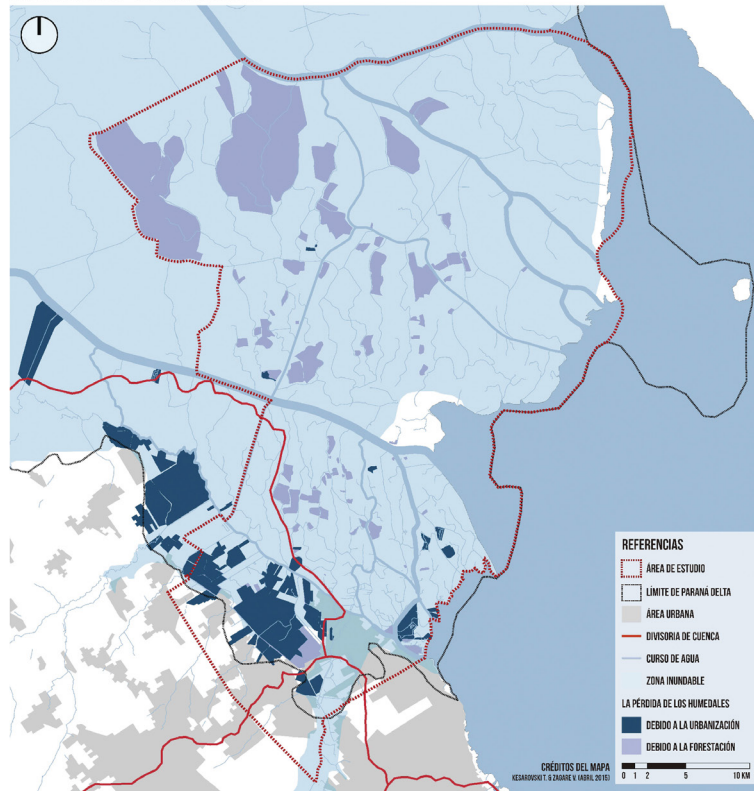 REFERENCIAS
ÁREA DE ESTUDIO
LÍMITE DE PARANÁ DELTA
ÁREA URBANA
DIVISORIA DE CUENCA
CURSO DE AGUA
ZONA INUNDABLE
LA PÉRDIDA DE LOS HUMEDALES
DEBIDO A LA URBANIZACIÓN
DEBIDO A LA FORESTACIÓN
CRÉDITOS DEL MAPA
KESAROVSKI T. & ZAGARE V. (ABRIL 2015)
0 1 2 5 10 KM